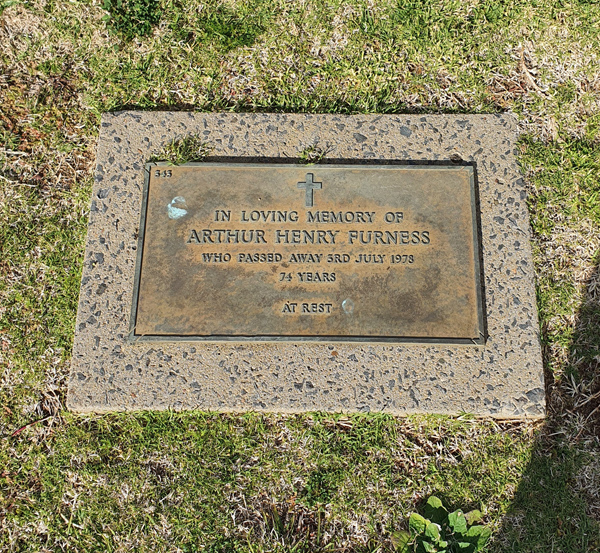 343
IN LOVING MEMORY OF
ARTHUR HENRY FURNESS
WHO PASSED AWAY 3RD JULY 1978
74 YEARS
AT REST